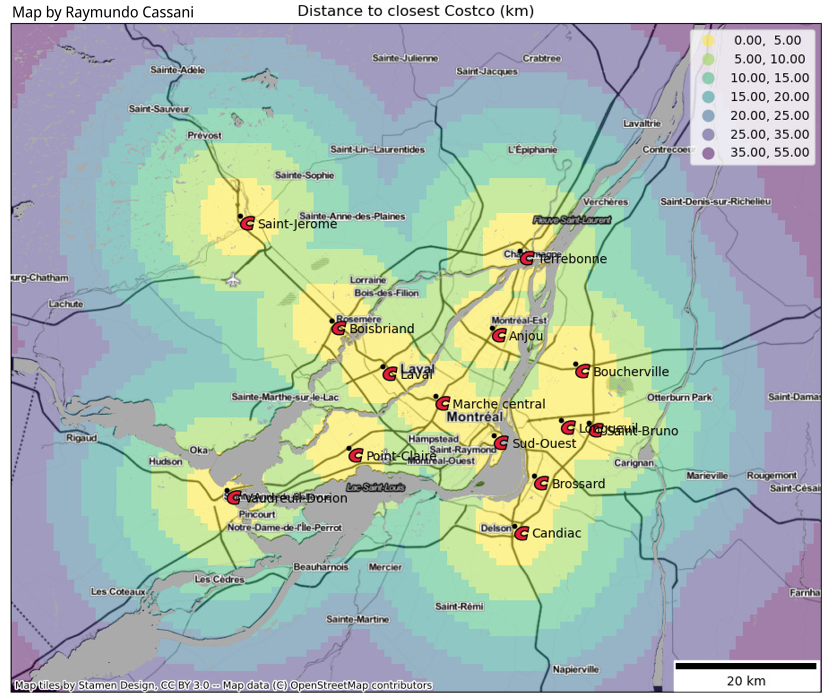 Map by Raymundo Cassani
Distance to closest Costco (km)
0.00, 5.00
5.00, 10.00
10.00, 15.00
15.00, 20.00
20.00, 25.00
25.00, 35.00
35.00, 55.00
Sainte-Julienne
Crabtree
Sainte-Adèle
Saint-Jacques
Saint-Sauveur
Lavaltrie
Prévost
Saint-Lin--Laurentides
L'Épiphanie
Contrecoeur
Sainte-Sophie
Verchères
Saint-Denis-sur-Richelieu
Sainte-Anne-des-Plaines
Fleuve Saint-Laurent
Saint-Jerome
Terrebonne
urg-Chatham
Lorraine
Bois-des-Filion
Lachute
Rosemère
Montréal-Est
Boisbriand
Anjou
Laval
Laval
Boucherville
Sainte-Marthe-sur-le-Lac
Otterburn Park
Saint-Damas
Marche central
Montréal
Longueuil
Saint-Bruno
Rigaud
Hampstead
Sud-Ouest
Oka
Saint-Raymond
Point-Claire
Montréal-Ouest
Hudson
Carignan
Marieville
Rougemont
Saint-Césai
Lac Saint-Louis
Brossard
Vaudreuil-Dorion
Pincourt
Notre-Dame-de-l'Île-Perrot
Delson
Candiac
Beauharnois
Mercier
Les Cèdres
Les Coteaux
Farnha
Saint-Rémi
Sainte-Martine
Napierville
20 km
Map tiles by Stamen Design, CC BY 3.0 -- Map data (C) OpenStreetMap contributors